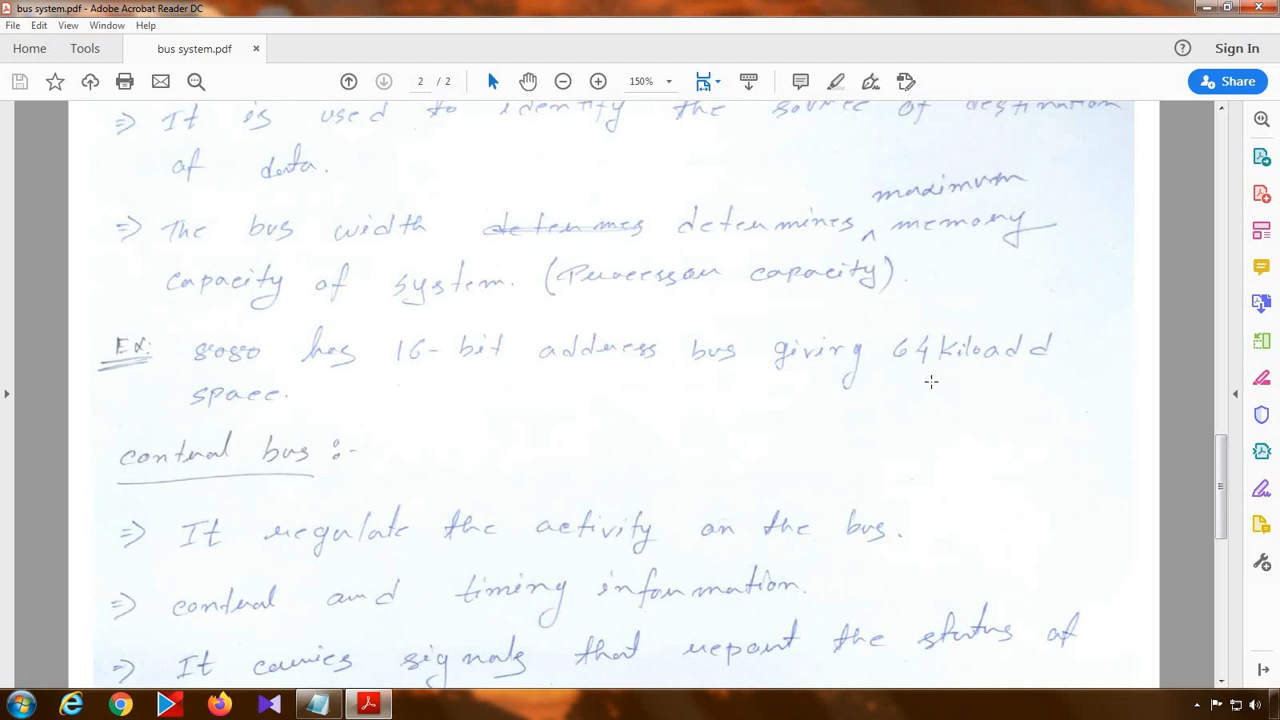 bus system.pdf - Adobe Acrobat Reader DC
File Edit View Window Help
Home Tools bus system.pdf × Sign In
2 / 2 150% Share
⇒ It is used to identify the source of destination
of data.
maximum
⇒ The bus width determines determines ^ memory
capacity of system. (Processor capacity).
Ex: 8080 has 16-bit address bus giving 64 Kiloadd
space.
control bus :-
⇒ It regulate the activity on the bus.
⇒ control and timing information.
⇒ It carries signals that report the status of